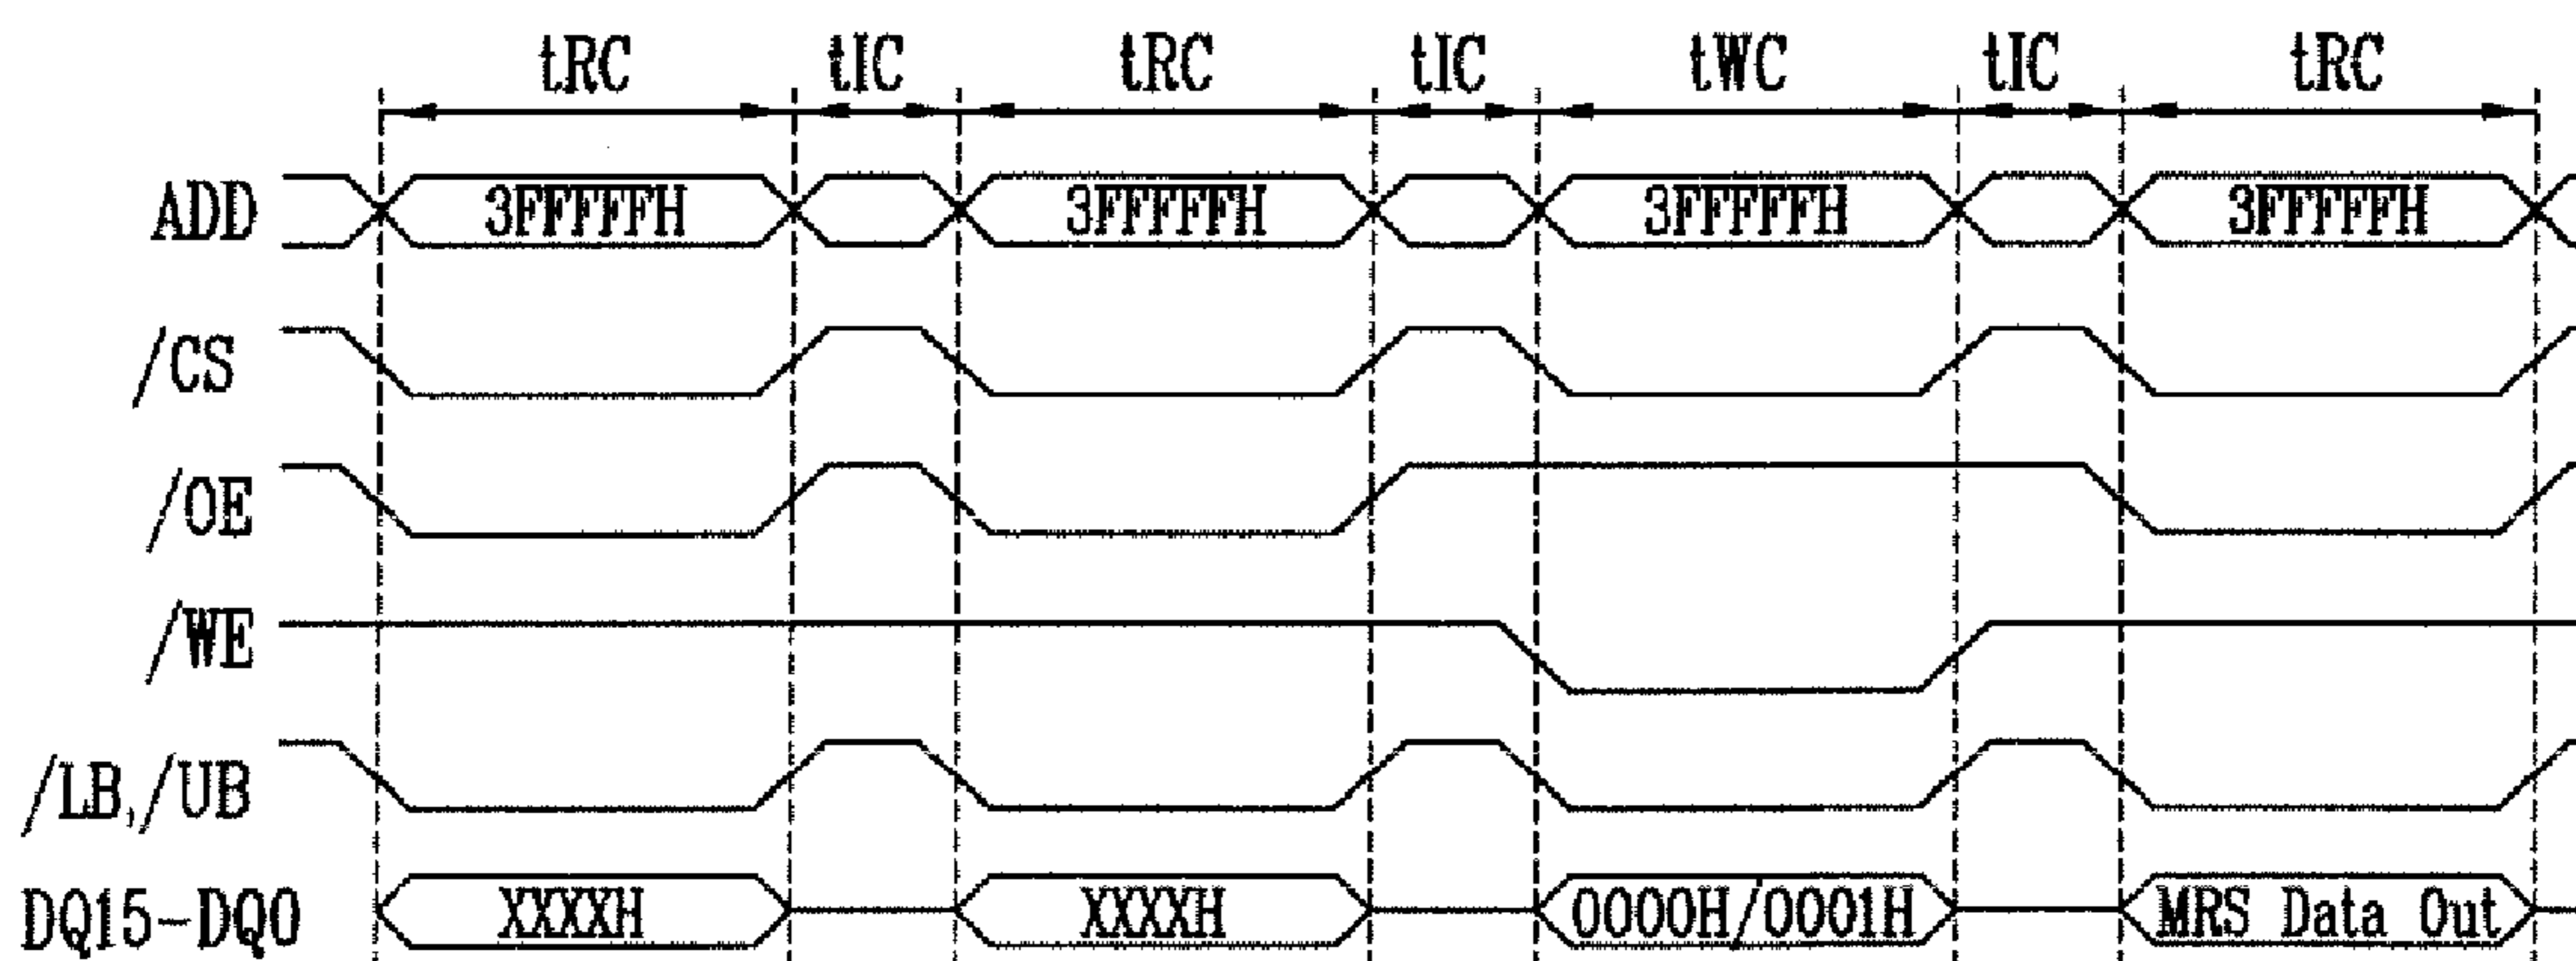 tRC tIC tRC tIC tWC tIC tRC
ADD 3FFFFFH 3FFFFFH 3FFFFFH 3FFFFFH
/CS
/OE
/WE
/LB,/UB
DQ15-DQ0 XXXXH XXXXH 0000H/0001H MRS Data Out